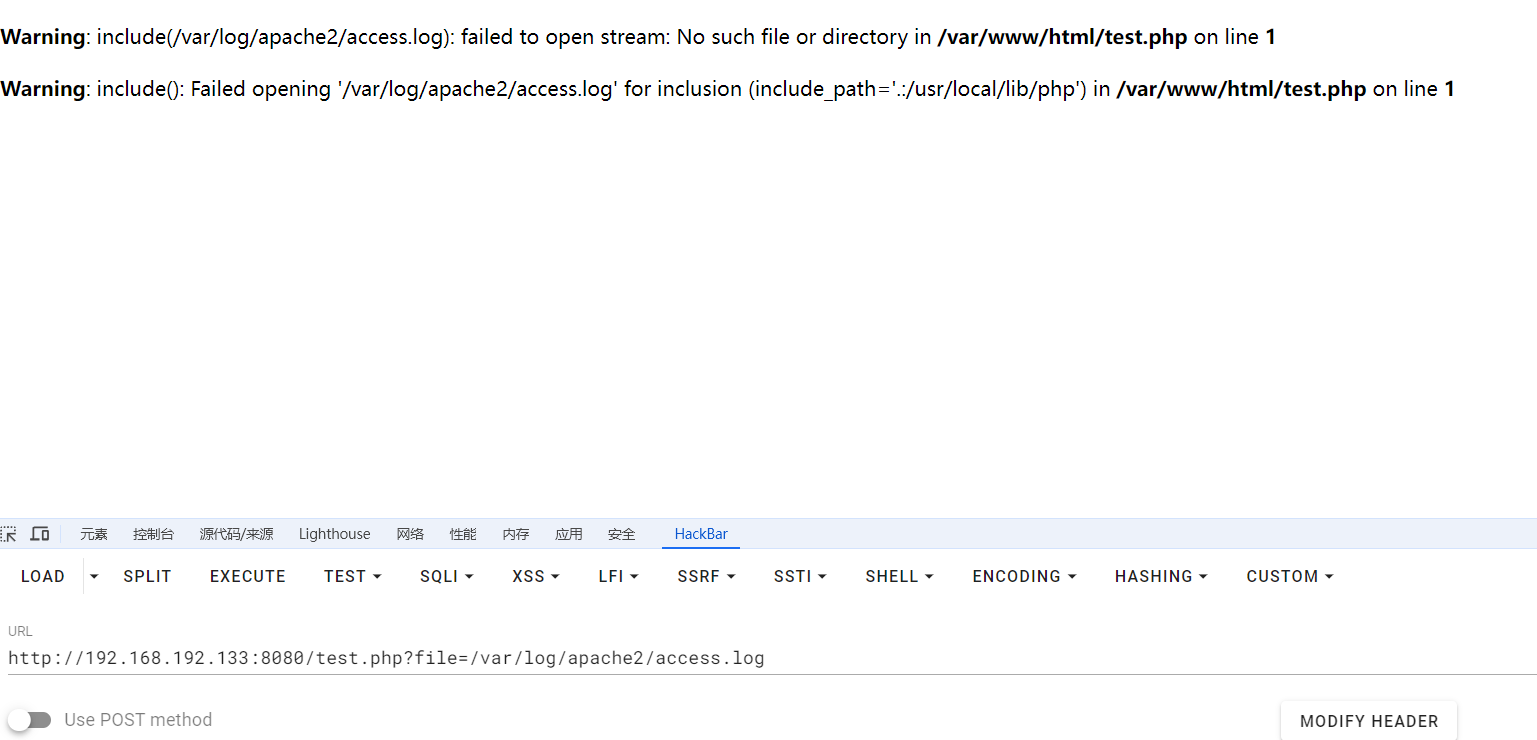 Warning: include(/var/log/apache2/access.log): failed to open stream: No such file or directory in /var/www/html/test.php on line 1
Warning: include(): Failed opening '/var/log/apache2/access.log' for inclusion (include_path='.:/usr/local/lib/php') in /var/www/html/test.php on line 1
元素 控制台 源代码/来源 Lighthouse 网络 性能 内存 应用 安全 HackBar
LOAD SPLIT EXECUTE TEST SQLI XSS LFI SSRF SSTI SHELL ENCODING HASHING CUSTOM
URL
http://192.168.192.133:8080/test.php?file=/var/log/apache2/access.log
Use POST method MODIFY HEADER